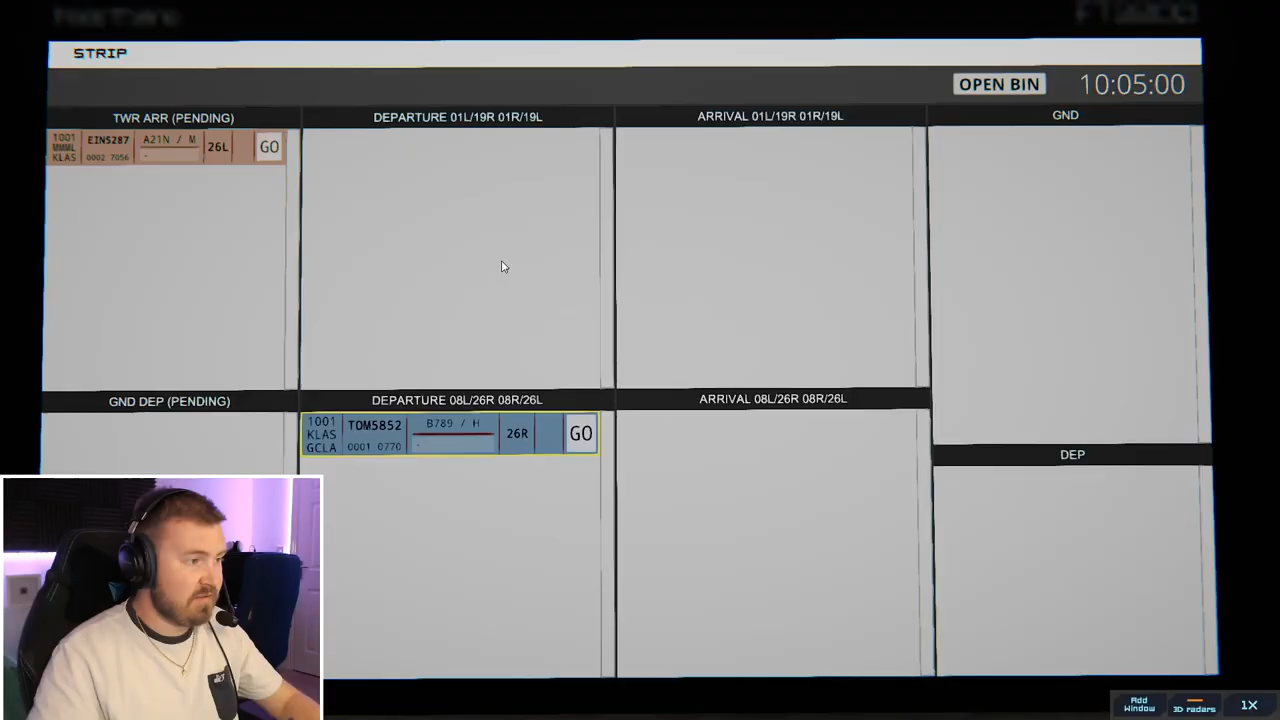 STRIP
OPEN BIN 10:05:00
TWR ARR (PENDING)
DEPARTURE 01L/19R 01R/19L
ARRIVAL 01L/19R 01R/19L
GND
1001
MMML
KLAS
EIN5287
0002 7056
A21N / M
-
26L
GO
GND DEP (PENDING)
DEPARTURE 08L/26R 08R/26L
ARRIVAL 08L/26R 08R/26L
DEP
1001
KLAS
GCLA
TOM5852
0001 0770
B789 / H
-
26R
GO
Add
Window
3D radars
1X